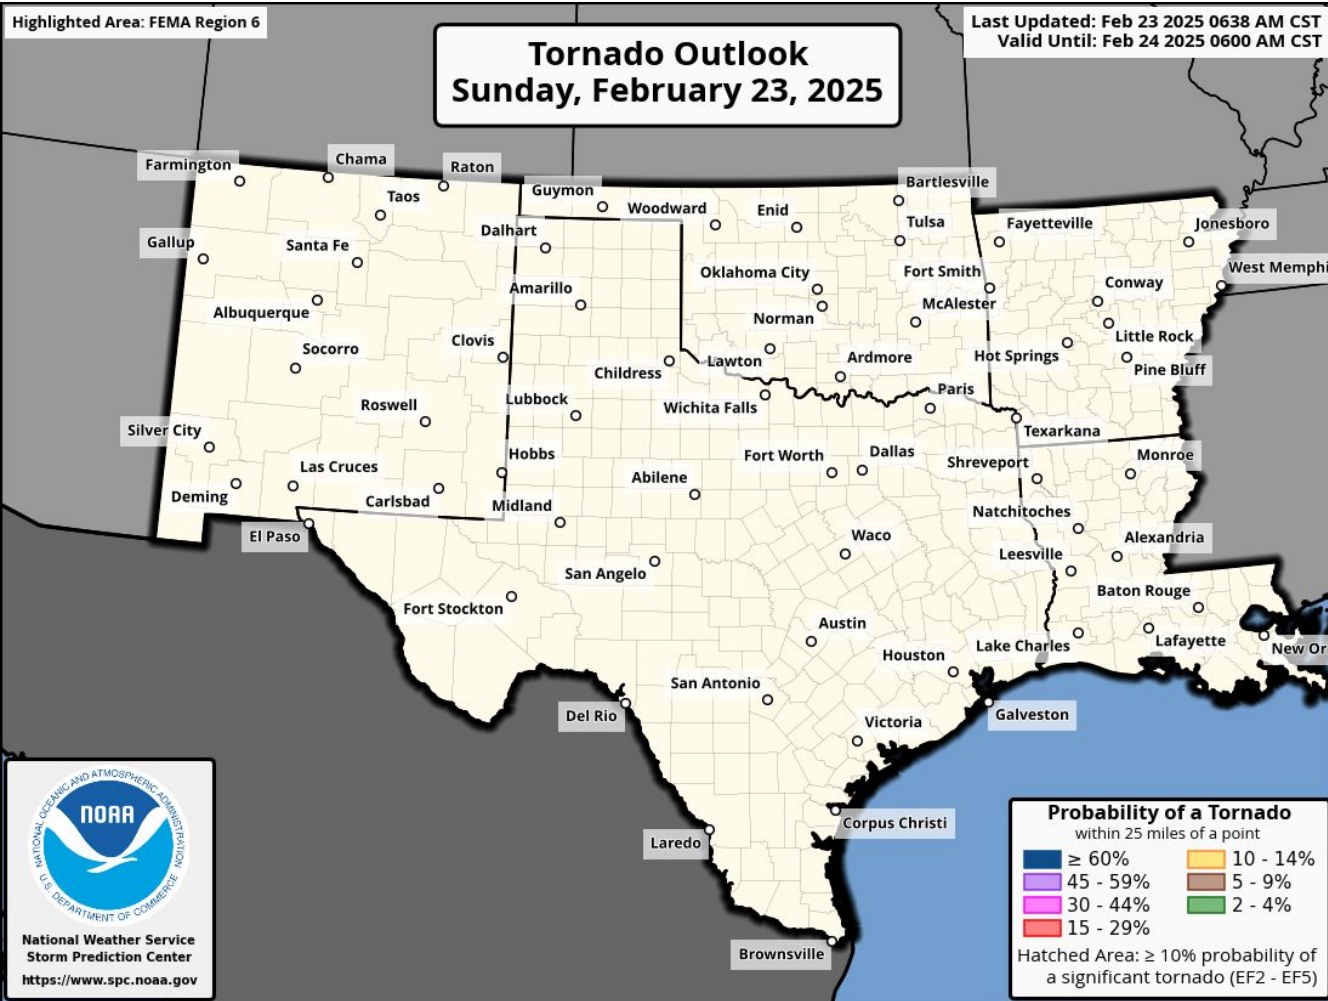 Highlighted Area: FEMA Region 6
Last Updated: Feb 23 2025 0638 AM CST
Valid Until: Feb 24 2025 0600 AM CST
Tornado Outlook
Sunday, February 23, 2025
Farmington
Chama
Raton
Taos
Guymon
Woodward
Enid
Bartlesville
Tulsa
Fayetteville
Jonesboro
Gallup
Santa Fe
Dalhart
Oklahoma City
Fort Smith
West Memphi
Amarillo
Conway
Albuquerque
Norman
McAlester
Little Rock
Socorro
Clovis
Childress
Lawton
Ardmore
Hot Springs
Pine Bluff
Roswell
Lubbock
Wichita Falls
Paris
Texarkana
Silver City
Las Cruces
Hobbs
Abilene
Fort Worth
Dallas
Shreveport
Monroe
Deming
Carlsbad
Midland
Natchitoches
El Paso
San Angelo
Waco
Leesville
Alexandria
Fort Stockton
Baton Rouge
Austin
Houston
Lake Charles
Lafayette
New Or
San Antonio
Del Rio
Victoria
Galveston
Corpus Christi
Laredo
Brownsville
NATIONAL OCEANIC AND ATMOSPHERIC ADMINISTRATION
NOAA
U.S. DEPARTMENT OF COMMERCE
National Weather Service
Storm Prediction Center
https://www.spc.noaa.gov
Probability of a Tornado
within 25 miles of a point
≥ 60% 10 - 14%
45 - 59% 5 - 9%
30 - 44% 2 - 4%
15 - 29%
Hatched Area: ≥ 10% probability of
a significant tornado (EF2 - EF5)